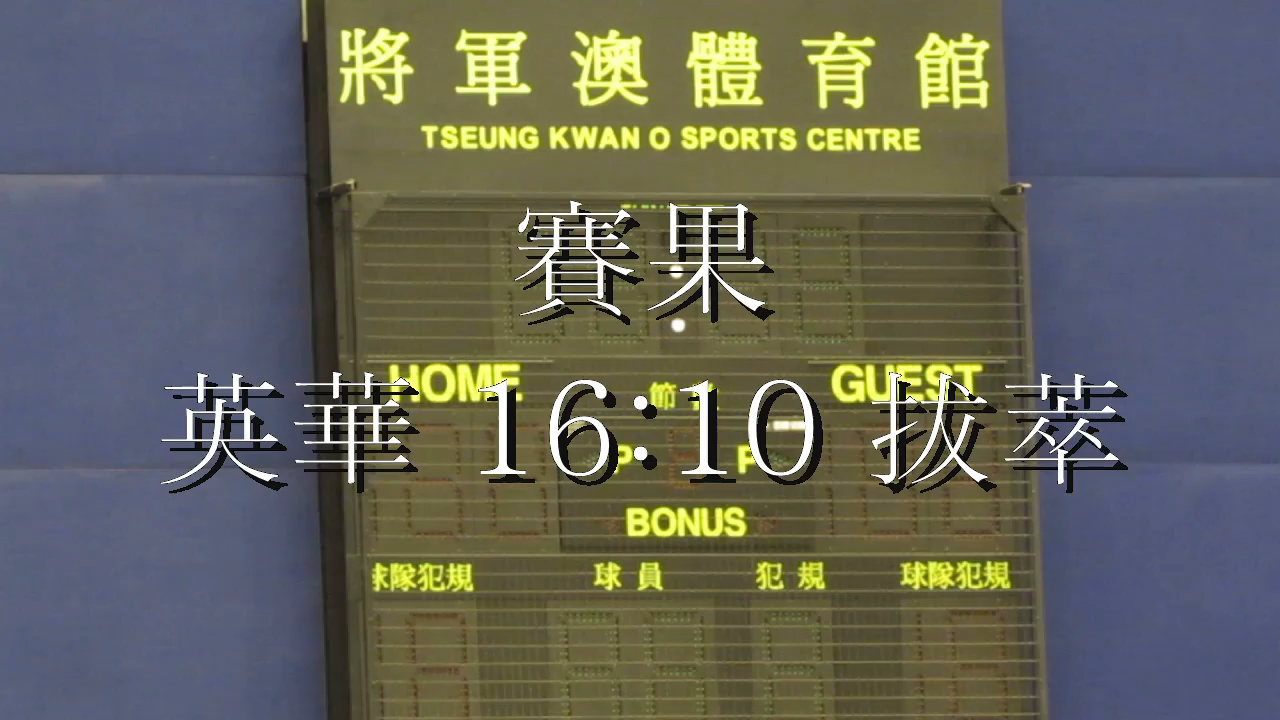 將軍澳體育館
TSEUNG KWAN O SPORTS CENTRE
賽果
HOME GUEST
英華 16:10 拔萃
BONUS
球隊犯規 球員 犯規 球隊犯規